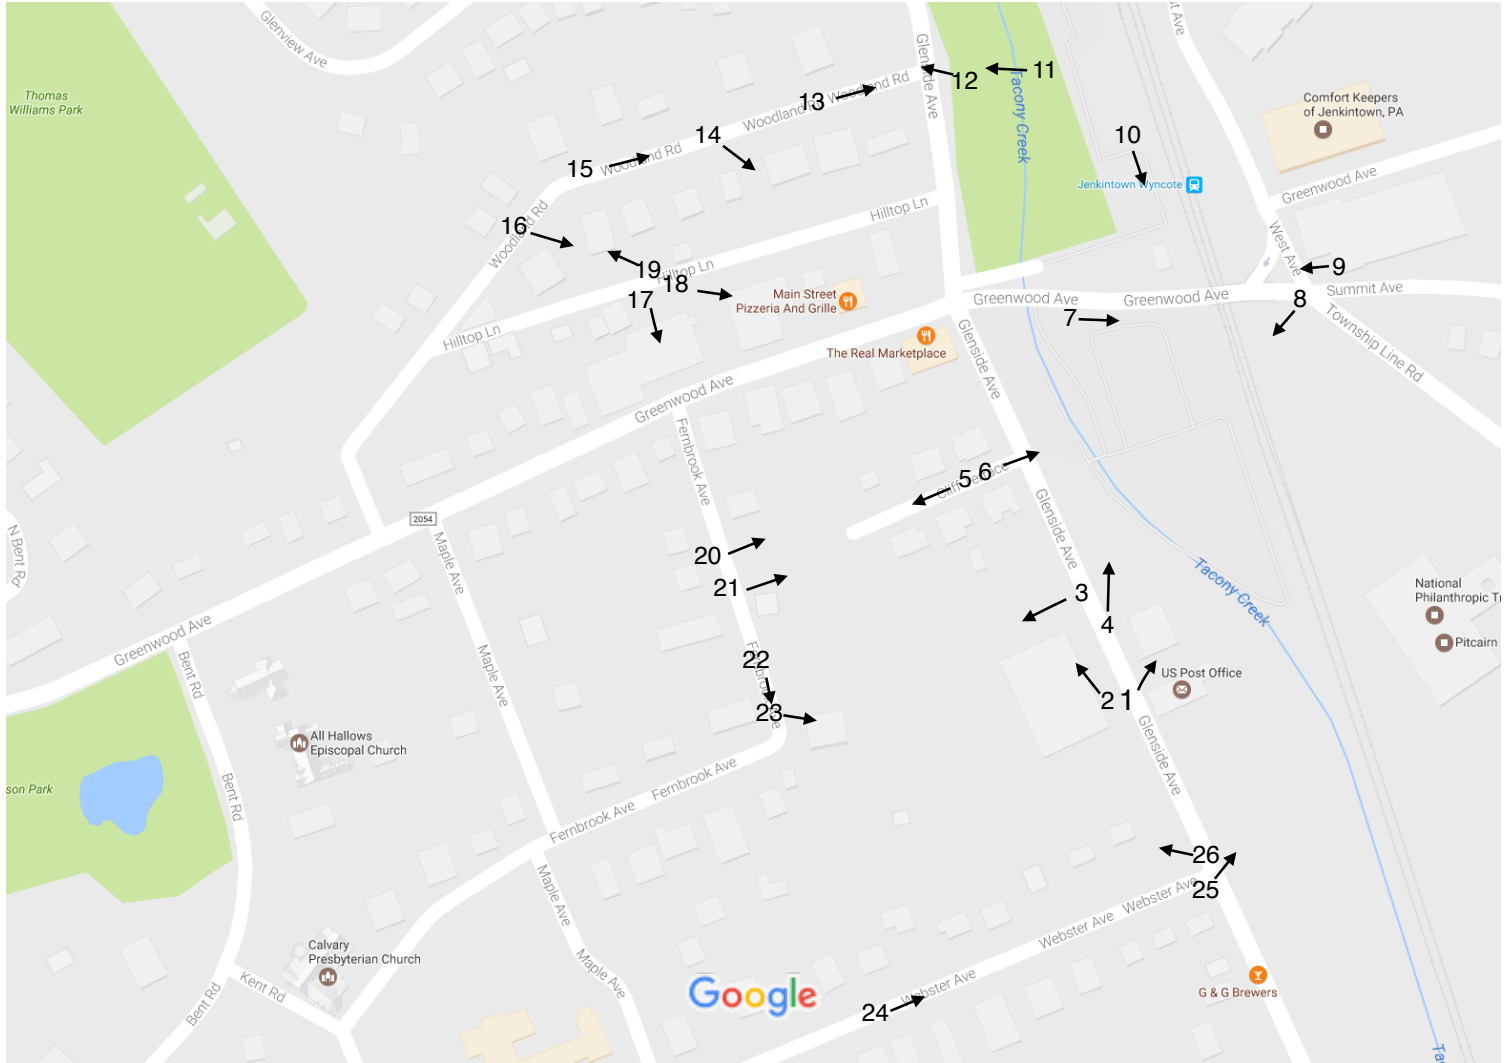 Glenview Ave
Thomas
Williams Park
Glenside Ave
Tacony Creek
Comfort Keepers
of Jenkintown, PA
Woodland Rd
Woodland Rd
Woodland Rd
Woodland Rd
11
12
13
14
15
16
10
Jenkintown Wyncote
Greenwood Ave
West Ave
Hilltop Ln
Hilltop Ln
Hilltop Ln
19
18
17
9
8
7
Main Street
Pizzeria And Grille
Greenwood Ave
Greenwood Ave
Summit Ave
Township Line Rd
The Real Marketplace
Glenside Ave
Greenwood Ave
Fernbrook Ave
5
6
2054
N Bent Rd
Maple Ave
Glenside Ave
20
21
3
4
Tacony Creek
National
Philanthropic
Pitcairn
Greenwood Ave
Bent Rd
Maple Ave
22
23
2
1
US Post Office
Glenside Ave
All Hallows
Episcopal Church
son Park
Bent Rd
Fernbrook Ave
Fernbrook Ave
26
25
Maple Ave
Webster Ave
Webster Ave
Webster Ave
24
Calvary
Presbyterian Church
Kent Rd
Bent Rd
Maple Ave
Google
G & G Brewers